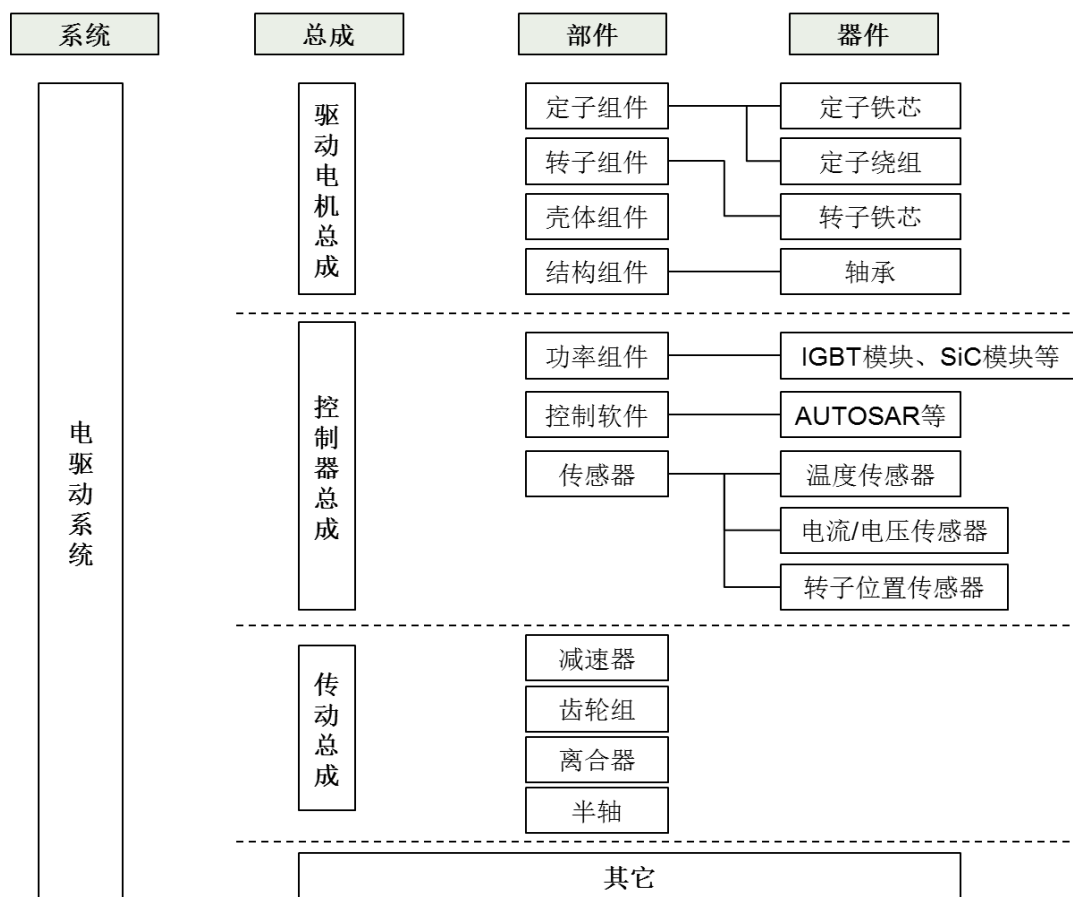 系统
总成
部件
器件
电驱动系统
驱动电机总成
定子组件
定子铁芯
转子组件
定子绕组
壳体组件
转子铁芯
结构组件
轴承
控制器总成
功率组件
IGBT模块、SiC模块等
控制软件
AUTOSAR等
传感器
温度传感器
电流/电压传感器
转子位置传感器
传动总成
减速器
齿轮组
离合器
半轴
其它